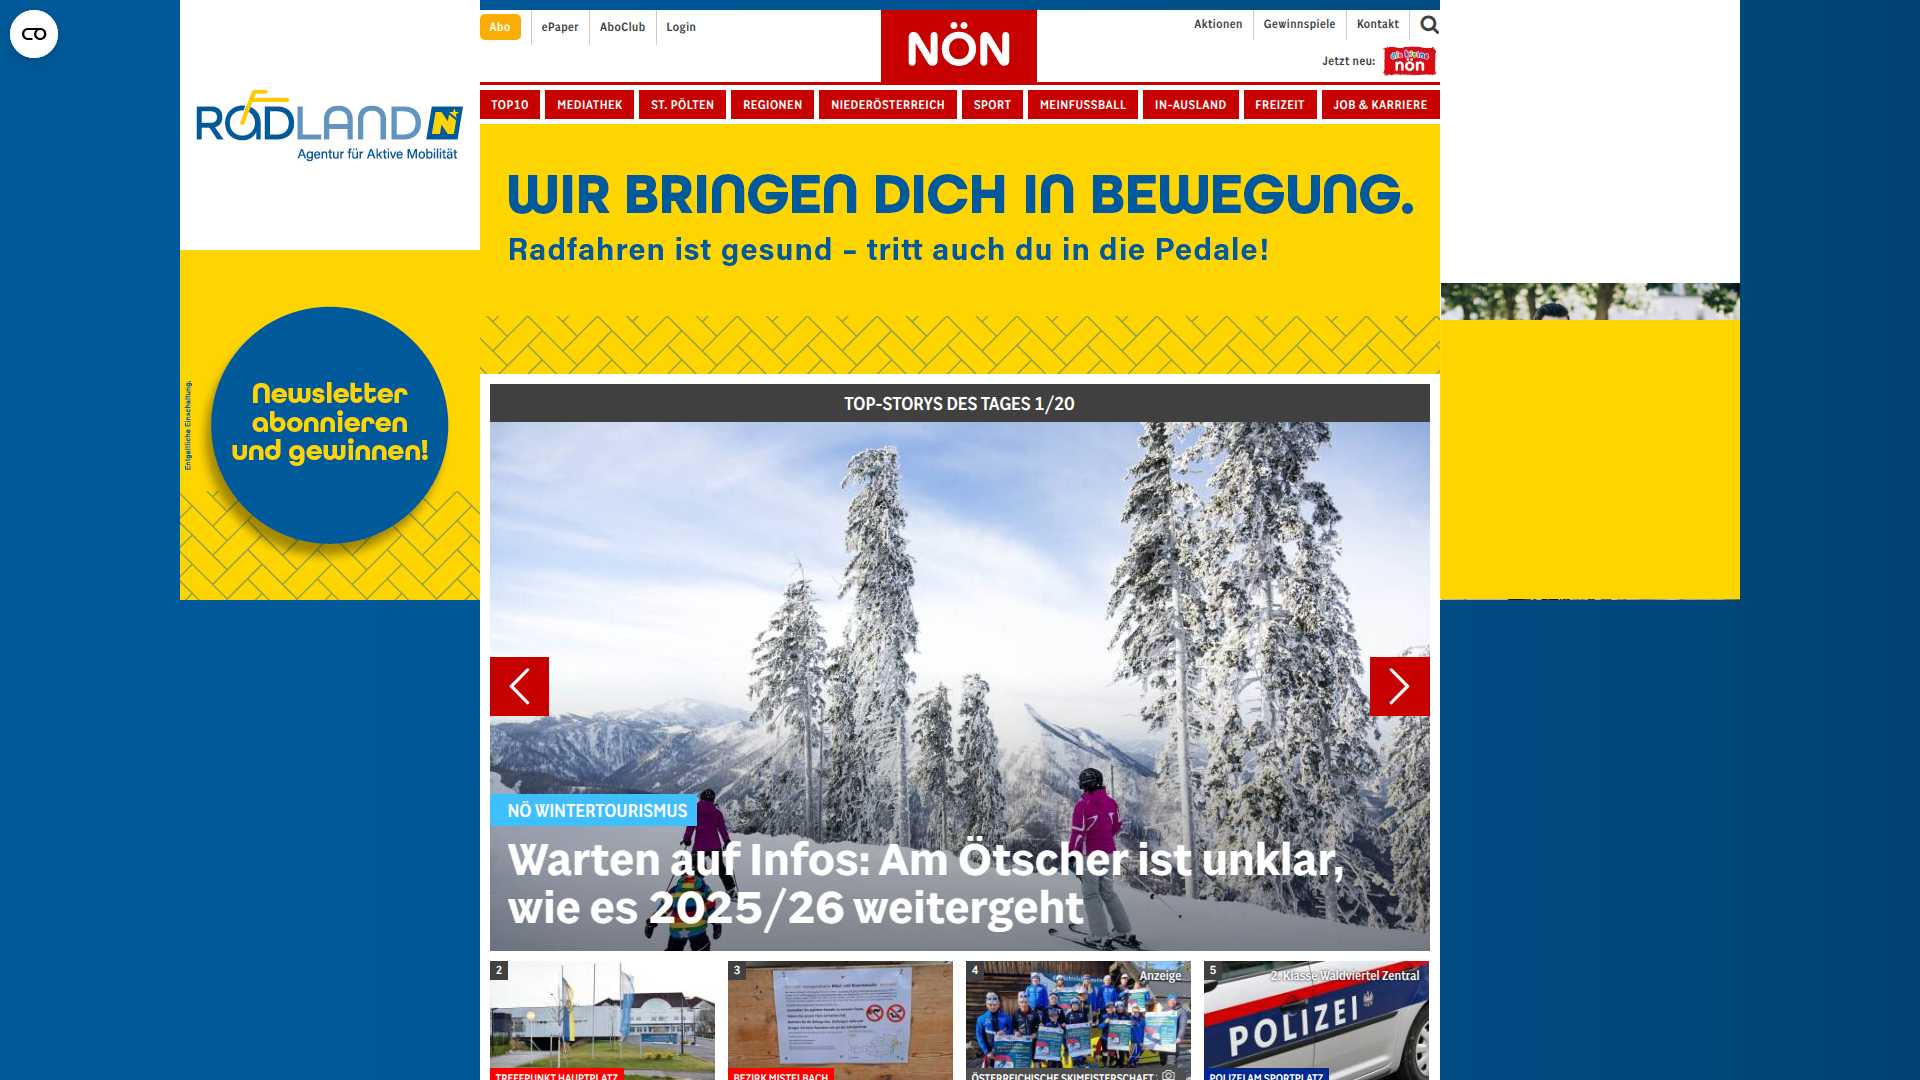 Abo
ePaper
AboClub
Login
NÖN
Aktionen
Gewinnspiele
Kontakt
Jetzt neu:
die kleine
nön
TOP10
MEDIATHEK
ST. PÖLTEN
REGIONEN
NIEDERÖSTERREICH
SPORT
MEINFUSSBALL
IN-AUSLAND
FREIZEIT
JOB & KARRIERE
RADLAND N
Agentur für Aktive Mobilität
WIR BRINGEN DICH IN BEWEGUNG.
Radfahren ist gesund – tritt auch du in die Pedale!
Newsletter
abonnieren
und gewinnen!
Entgeltliche Einschaltung.
TOP-STORYS DES TAGES 1/20
NÖ WINTERTOURISMUS
Warten auf Infos: Am Ötscher ist unklar,
wie es 2025/26 weitergeht
2
3
4
Anzeige
5
2. Klasse Waldviertel Zentral
POLIZEI
TREFFPUNKT HAUPTPLATZ
BEZIRK MISTELBACH
ÖSTERREICHISCHE SKIMEISTERSCHAFT
POLIZEI AM SPORTPLATZ